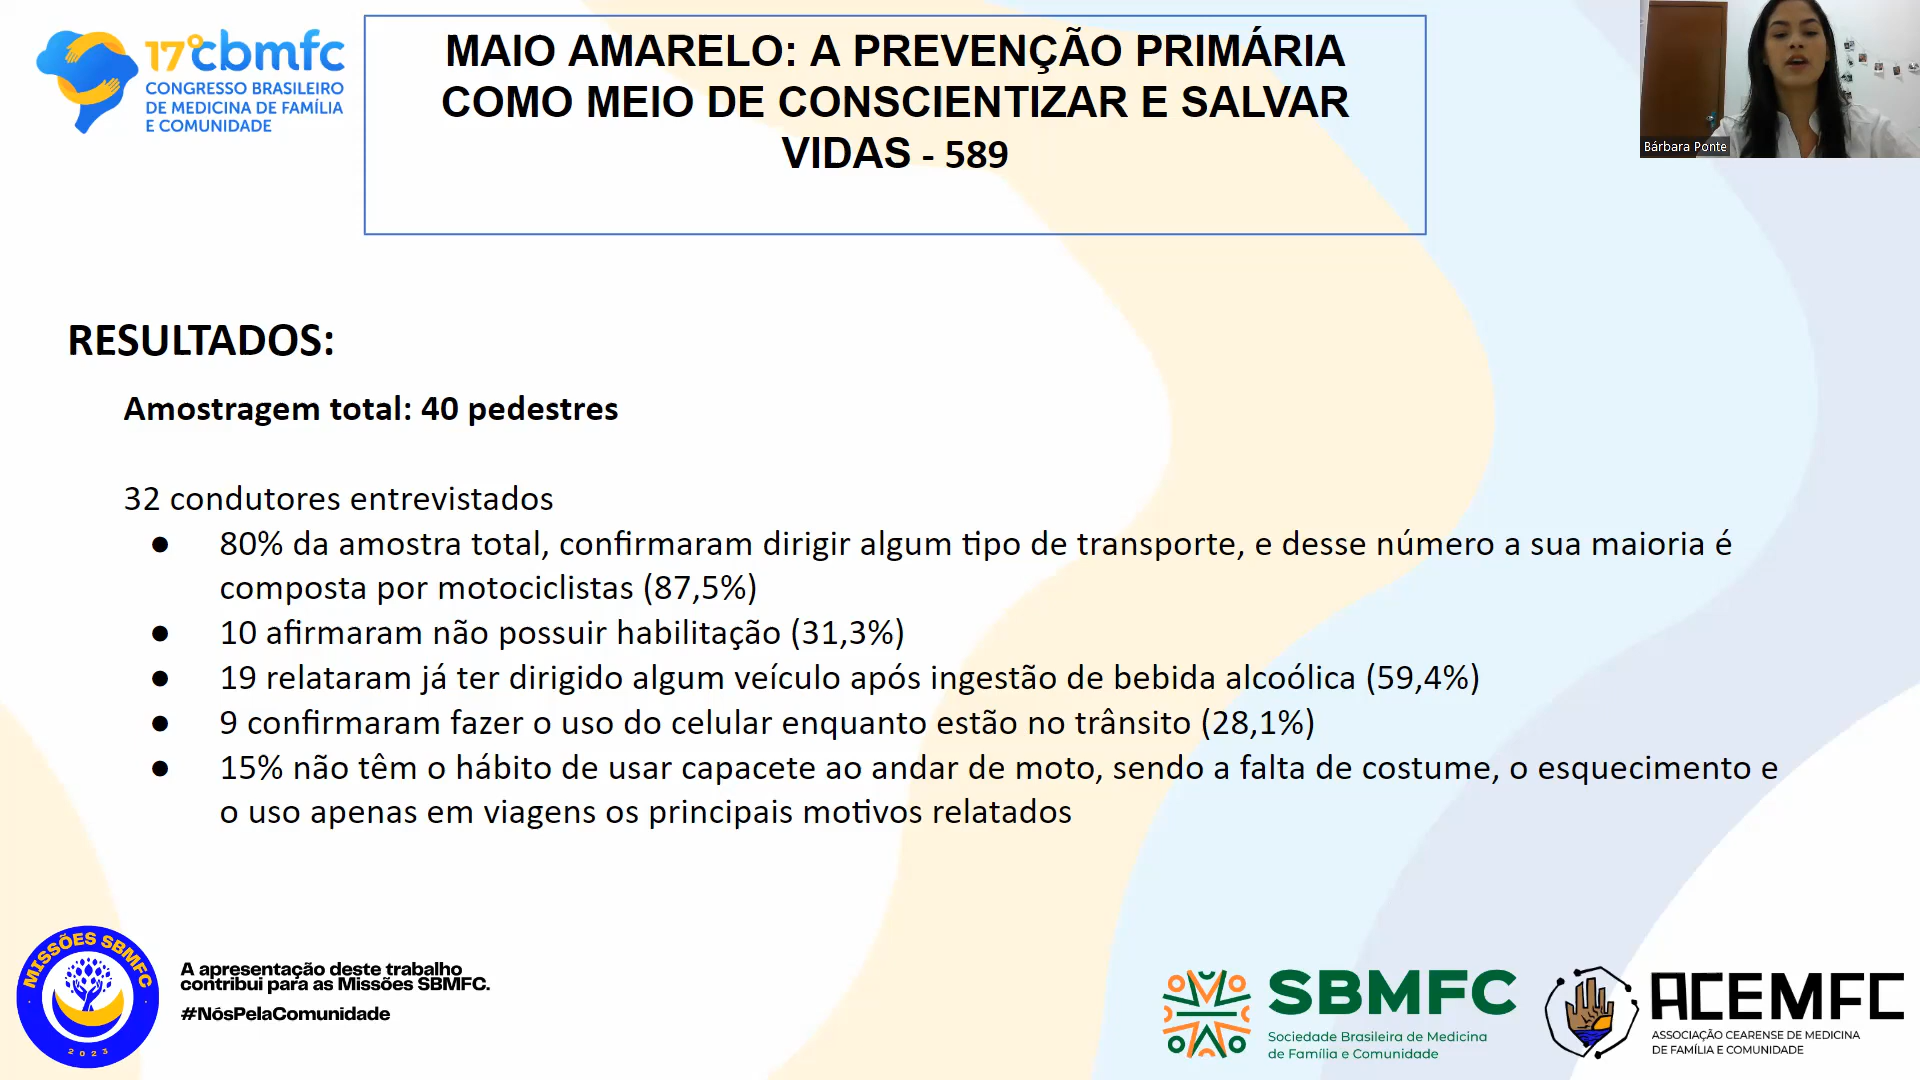 17º cbmfc
CONGRESSO BRASILEIRO
DE MEDICINA DE FAMÍLIA
E COMUNIDADE
MAIO AMARELO: A PREVENÇÃO PRIMÁRIA
COMO MEIO DE CONSCIENTIZAR E SALVAR
VIDAS - 589
Bárbara Ponte
RESULTADOS:
Amostragem total: 40 pedestres
32 condutores entrevistados
● 80% da amostra total, confirmaram dirigir algum tipo de transporte, e desse número a sua maioria é
composta por motociclistas (87,5%)
● 10 afirmaram não possuir habilitação (31,3%)
● 19 relataram já ter dirigido algum veículo após ingestão de bebida alcoólica (59,4%)
● 9 confirmaram fazer o uso do celular enquanto estão no trânsito (28,1%)
● 15% não têm o hábito de usar capacete ao andar de moto, sendo a falta de costume, o esquecimento e
o uso apenas em viagens os principais motivos relatados
MISSÕES SBMFC
2023
A apresentação deste trabalho
contribui para as Missões SBMFC.
#NósPelaComunidade
SBMFC
Sociedade Brasileira de Medicina
de Família e Comunidade
ACEMFC
ASSOCIAÇÃO CEARENSE DE MEDICINA
DE FAMÍLIA E COMUNIDADE